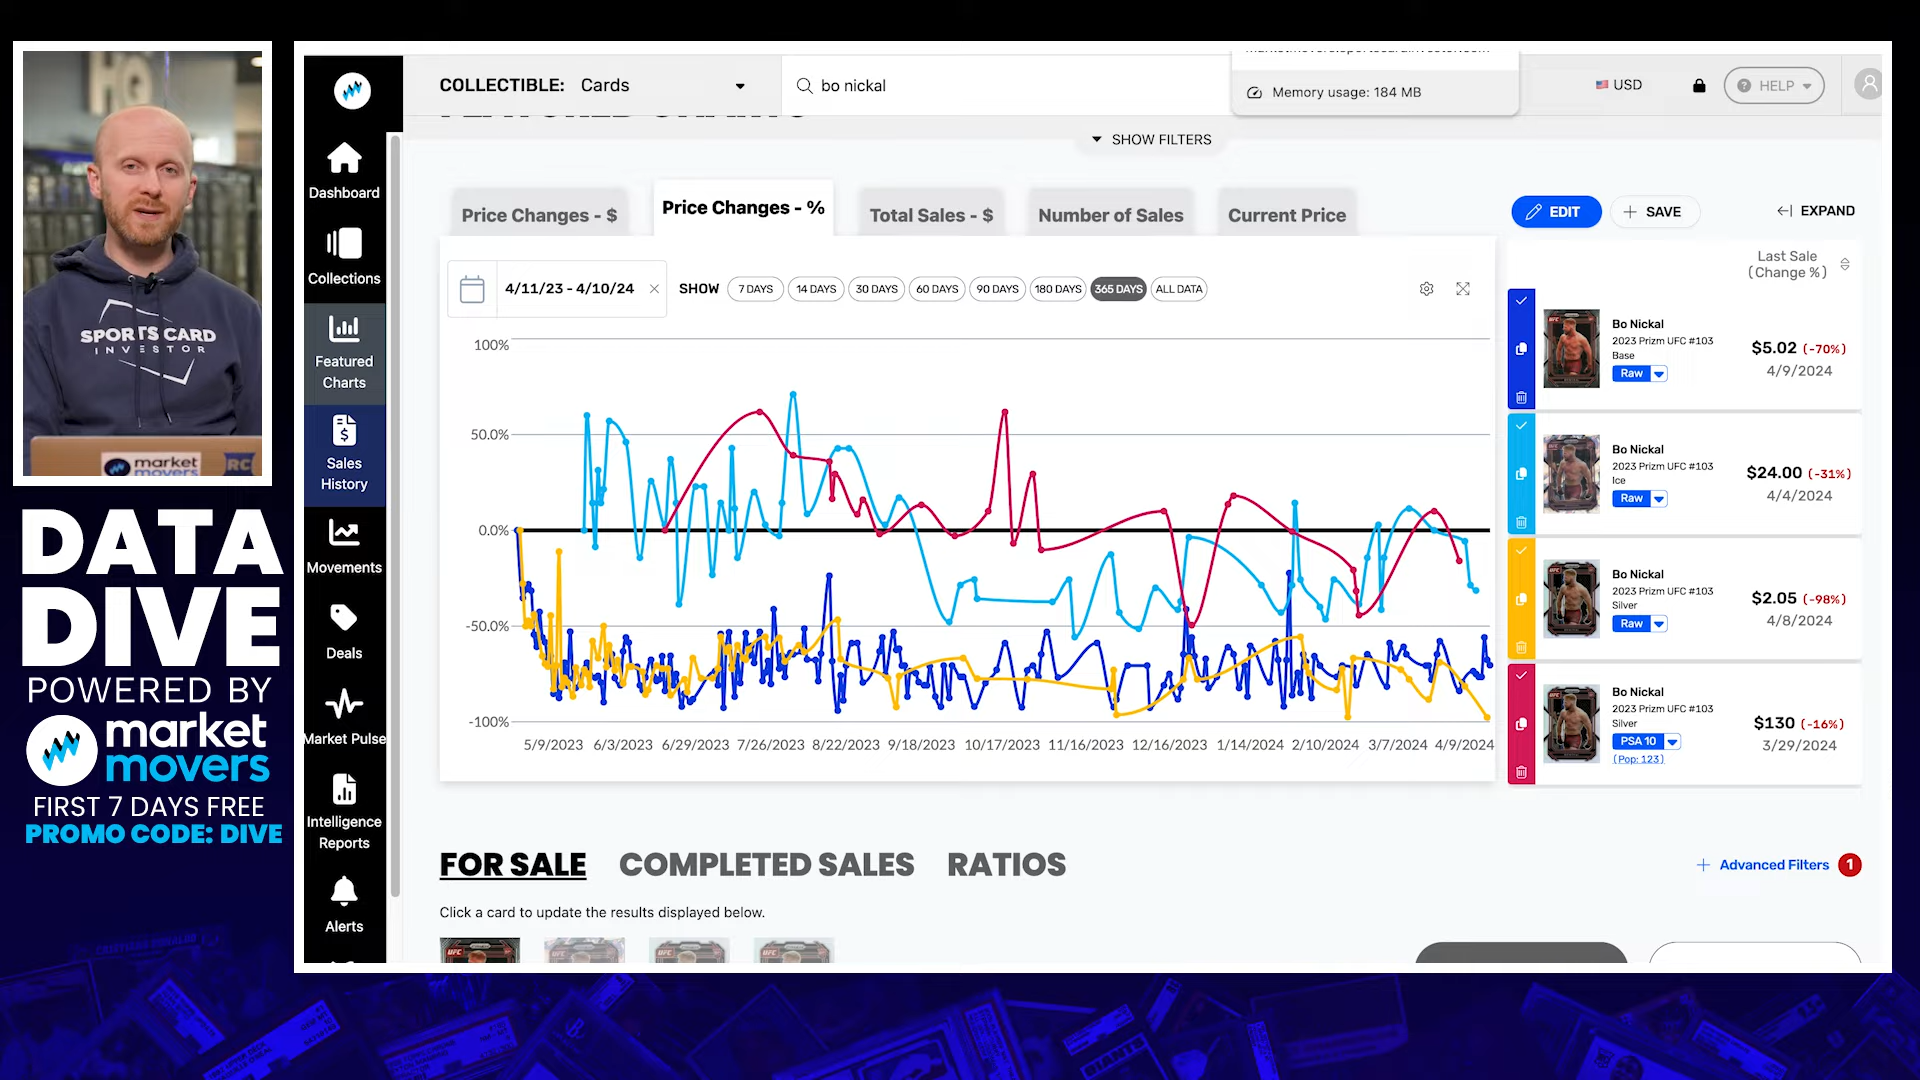 HQ
SPORTS CARD
INVESTOR
market
movers
RC
DATA
DIVE
POWERED BY
market
movers
FIRST 7 DAYS FREE
PROMO CODE: DIVE
Dashboard
Collections
Featured
Charts
Sales
History
Movements
Deals
Market Pulse
Intelligence
Reports
Alerts
COLLECTIBLE: Cards
bo nickal
Memory usage: 184 MB
USD
HELP
SHOW FILTERS
Price Changes - $
Price Changes - %
Total Sales - $
Number of Sales
Current Price
EDIT
SAVE
EXPAND
4/11/23 - 4/10/24
SHOW
7 DAYS
14 DAYS
30 DAYS
60 DAYS
90 DAYS
180 DAYS
365 DAYS
ALL DATA
100%
50.0%
0.0%
-50.0%
-100%
5/9/2023 6/3/2023 6/29/2023 7/26/2023 8/22/2023 9/18/2023 10/17/2023 11/16/2023 12/16/2023 1/14/2024 2/10/2024 3/7/2024 4/9/2024
Last Sale
(Change %)
Bo Nickal
2023 Prizm UFC #103
Base
Raw
$5.02 (-70%)
4/9/2024
Bo Nickal
2023 Prizm UFC #103
Ice
Raw
$24.00 (-31%)
4/4/2024
Bo Nickal
2023 Prizm UFC #103
Silver
Raw
$2.05 (-98%)
4/8/2024
Bo Nickal
2023 Prizm UFC #103
Silver
PSA 10
(Pop: 123)
$130 (-16%)
3/29/2024
FOR SALE
COMPLETED SALES
RATIOS
Advanced Filters 1
Click a card to update the results displayed below.